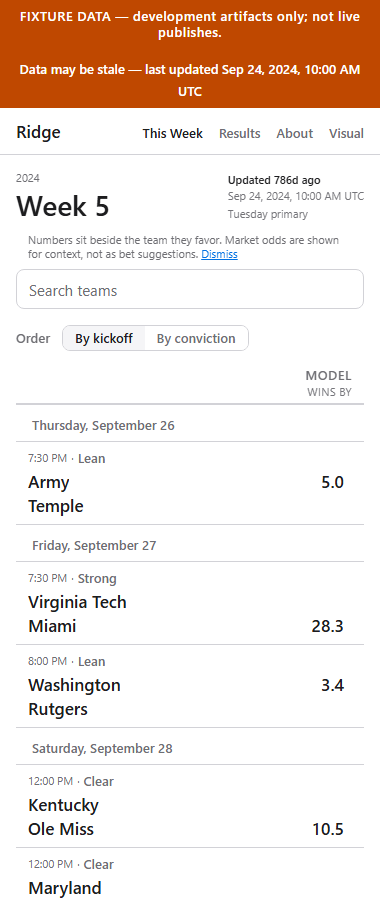 FIXTURE DATA — development artifacts only; not live
publishes.
Data may be stale — last updated Sep 24, 2024, 10:00 AM
UTC
Ridge This Week Results About Visual
2024
Week 5
Updated 786d ago
Sep 24, 2024, 10:00 AM UTC
Tuesday primary
Numbers sit beside the team they favor. Market odds are shown
for context, not as bet suggestions. Dismiss
Search teams
Order By kickoff By conviction
MODEL
WINS BY
Thursday, September 26
7:30 PM · Lean
Army 5.0
Temple
Friday, September 27
7:30 PM · Strong
Virginia Tech
Miami 28.3
8:00 PM · Lean
Washington 3.4
Rutgers
Saturday, September 28
12:00 PM · Clear
Kentucky
Ole Miss 10.5
12:00 PM · Clear
Maryland